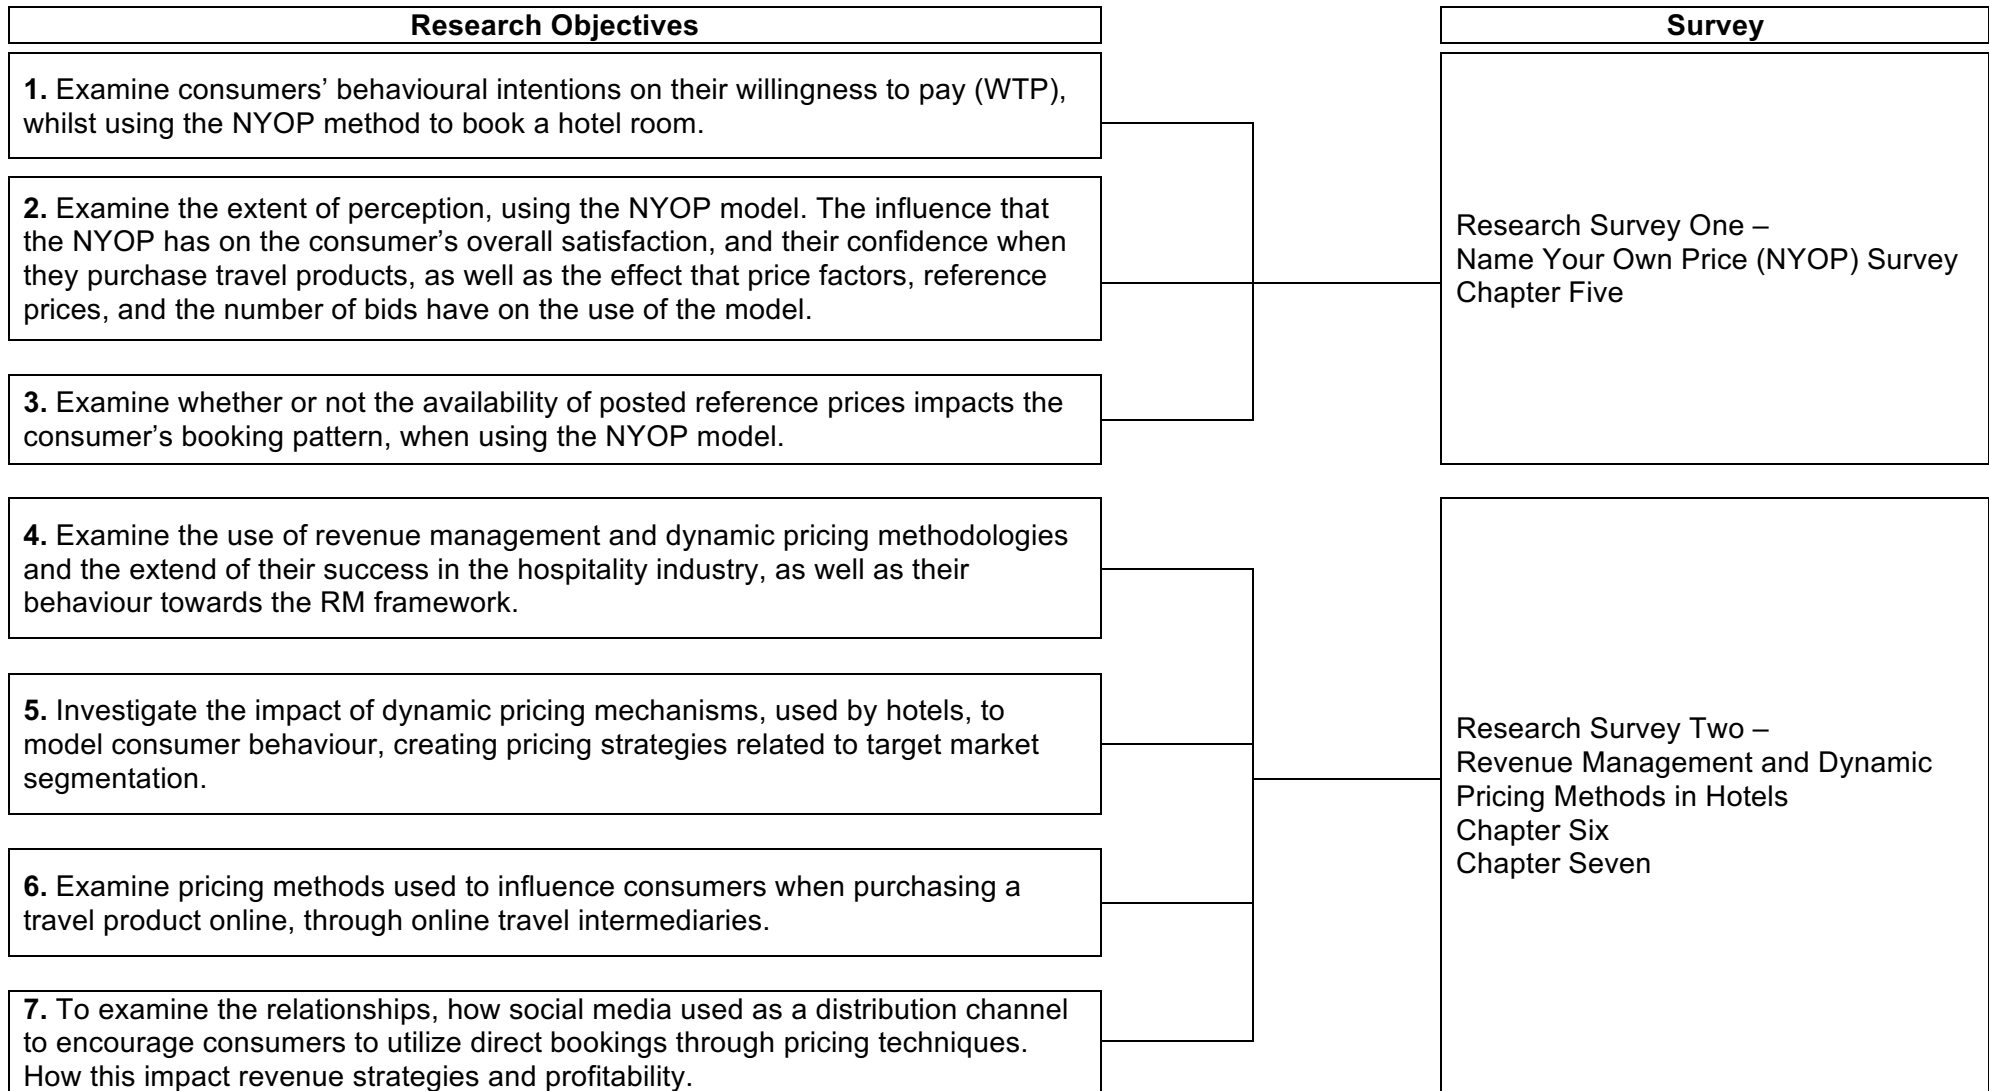 Research Objectives
Survey
1. Examine consumers’ behavioural intentions on their willingness to pay (WTP),
whilst using the NYOP method to book a hotel room.
2. Examine the extent of perception, using the NYOP model. The influence that
the NYOP has on the consumer’s overall satisfaction, and their confidence when
they purchase travel products, as well as the effect that price factors, reference
prices, and the number of bids have on the use of the model.
3. Examine whether or not the availability of posted reference prices impacts the
consumer’s booking pattern, when using the NYOP model.
Research Survey One –
Name Your Own Price (NYOP) Survey
Chapter Five
4. Examine the use of revenue management and dynamic pricing methodologies
and the extend of their success in the hospitality industry, as well as their
behaviour towards the RM framework.
5. Investigate the impact of dynamic pricing mechanisms, used by hotels, to
model consumer behaviour, creating pricing strategies related to target market
segmentation.
6. Examine pricing methods used to influence consumers when purchasing a
travel product online, through online travel intermediaries.
7. To examine the relationships, how social media used as a distribution channel
to encourage consumers to utilize direct bookings through pricing techniques.
How this impact revenue strategies and profitability.
Research Survey Two –
Revenue Management and Dynamic
Pricing Methods in Hotels
Chapter Six
Chapter Seven